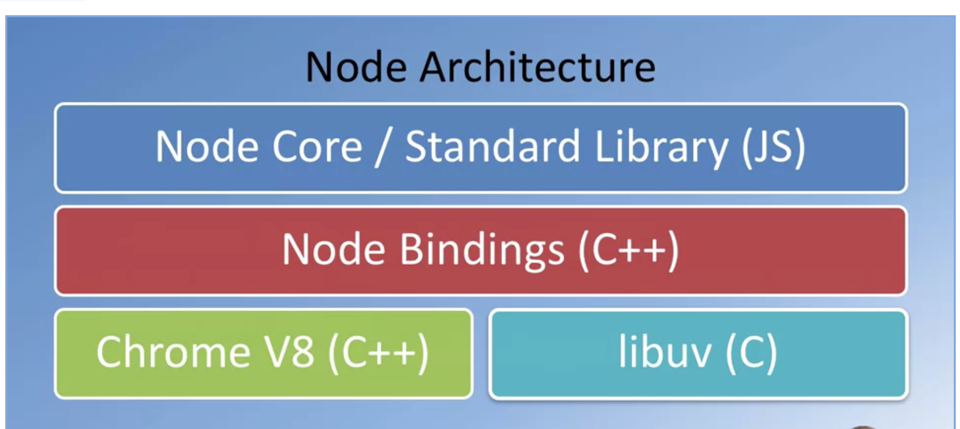 Node Architecture
Node Core / Standard Library (JS)
Node Bindings (C++)
Chrome V8 (C++)
libuv (C)